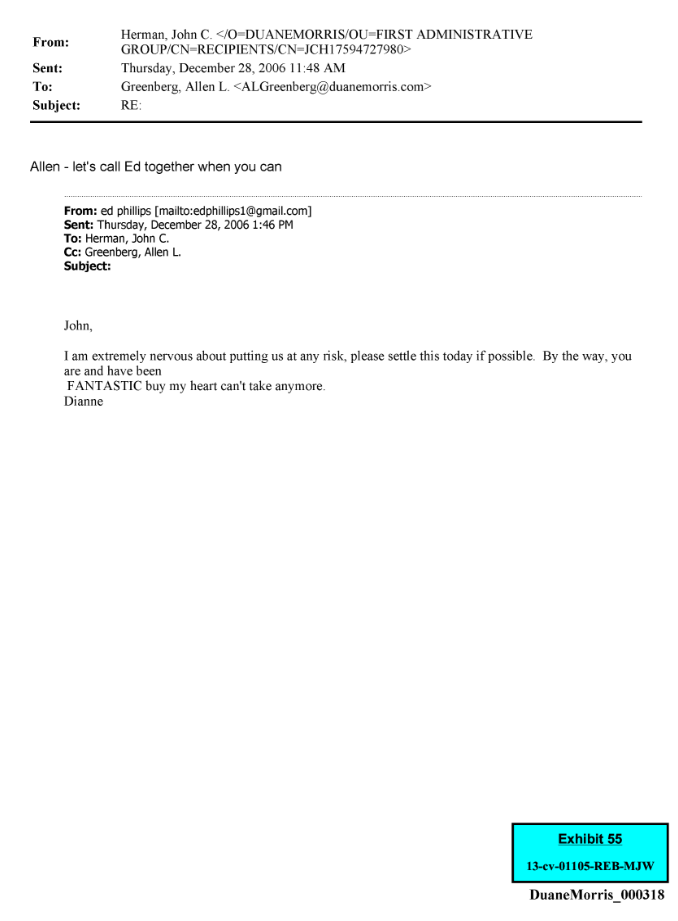 From: Herman, John C. </O=DUANEMORRIS/OU=FIRST ADMINISTRATIVE
GROUP/CN=RECIPIENTS/CN=JCH17594727980>
Sent: Thursday, December 28, 2006 11:48 AM
To: Greenberg, Allen L. <ALGreenberg@duanemorris.com>
Subject: RE:
Allen - let's call Ed together when you can
From: ed phillips [mailto:edphillips1@gmail.com]
Sent: Thursday, December 28, 2006 1:46 PM
To: Herman, John C.
Cc: Greenberg, Allen L.
Subject:
John,
I am extremely nervous about putting us at any risk, please settle this today if possible.  By the way, you
are and have been
FANTASTIC buy my heart can't take anymore.
Dianne
Exhibit 55
13-cv-01105-REB-MJW
DuaneMorris_000318